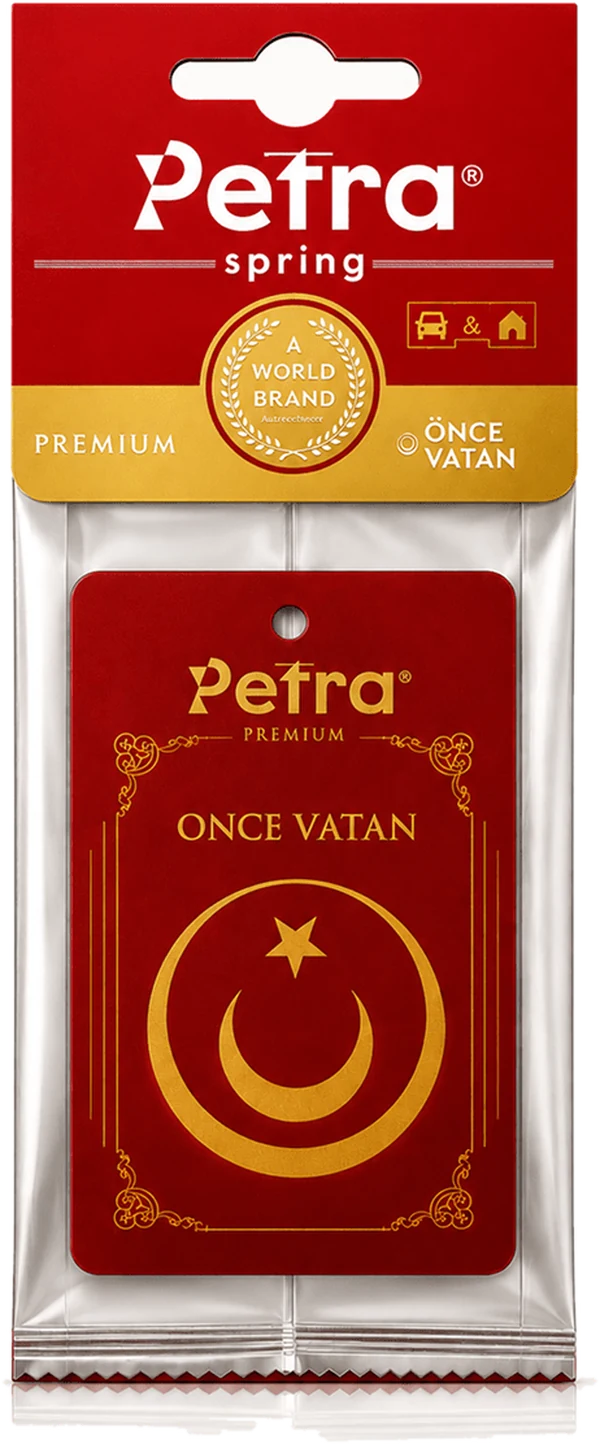 Petra®
spring
&
A
WORLD
BRAND
PREMIUM
ÖNCE
VATAN
Petra®
PREMIUM
ONCE VATAN